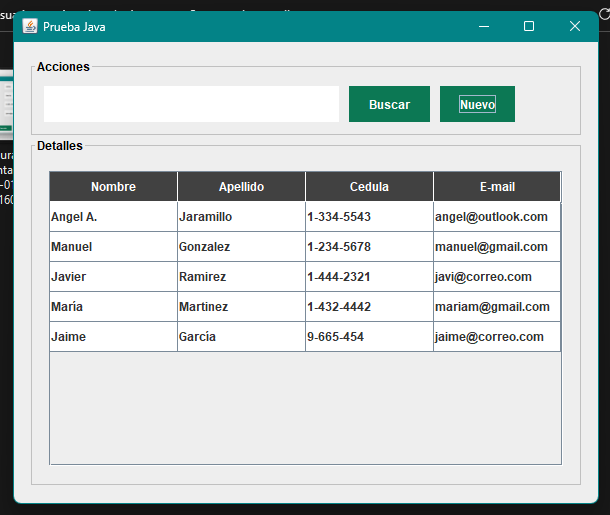 Prueba Java
Acciones
Buscar Nuevo
Detalles
Nombre Apellido Cedula E-mail
Angel A. Jaramillo 1-334-5543 angel@outlook.com
Manuel Gonzalez 1-234-5678 manuel@gmail.com
Javier Ramirez 1-444-2321 javi@correo.com
María Martinez 1-432-4442 mariam@gmail.com
Jaime García 9-665-454 jaime@correo.com